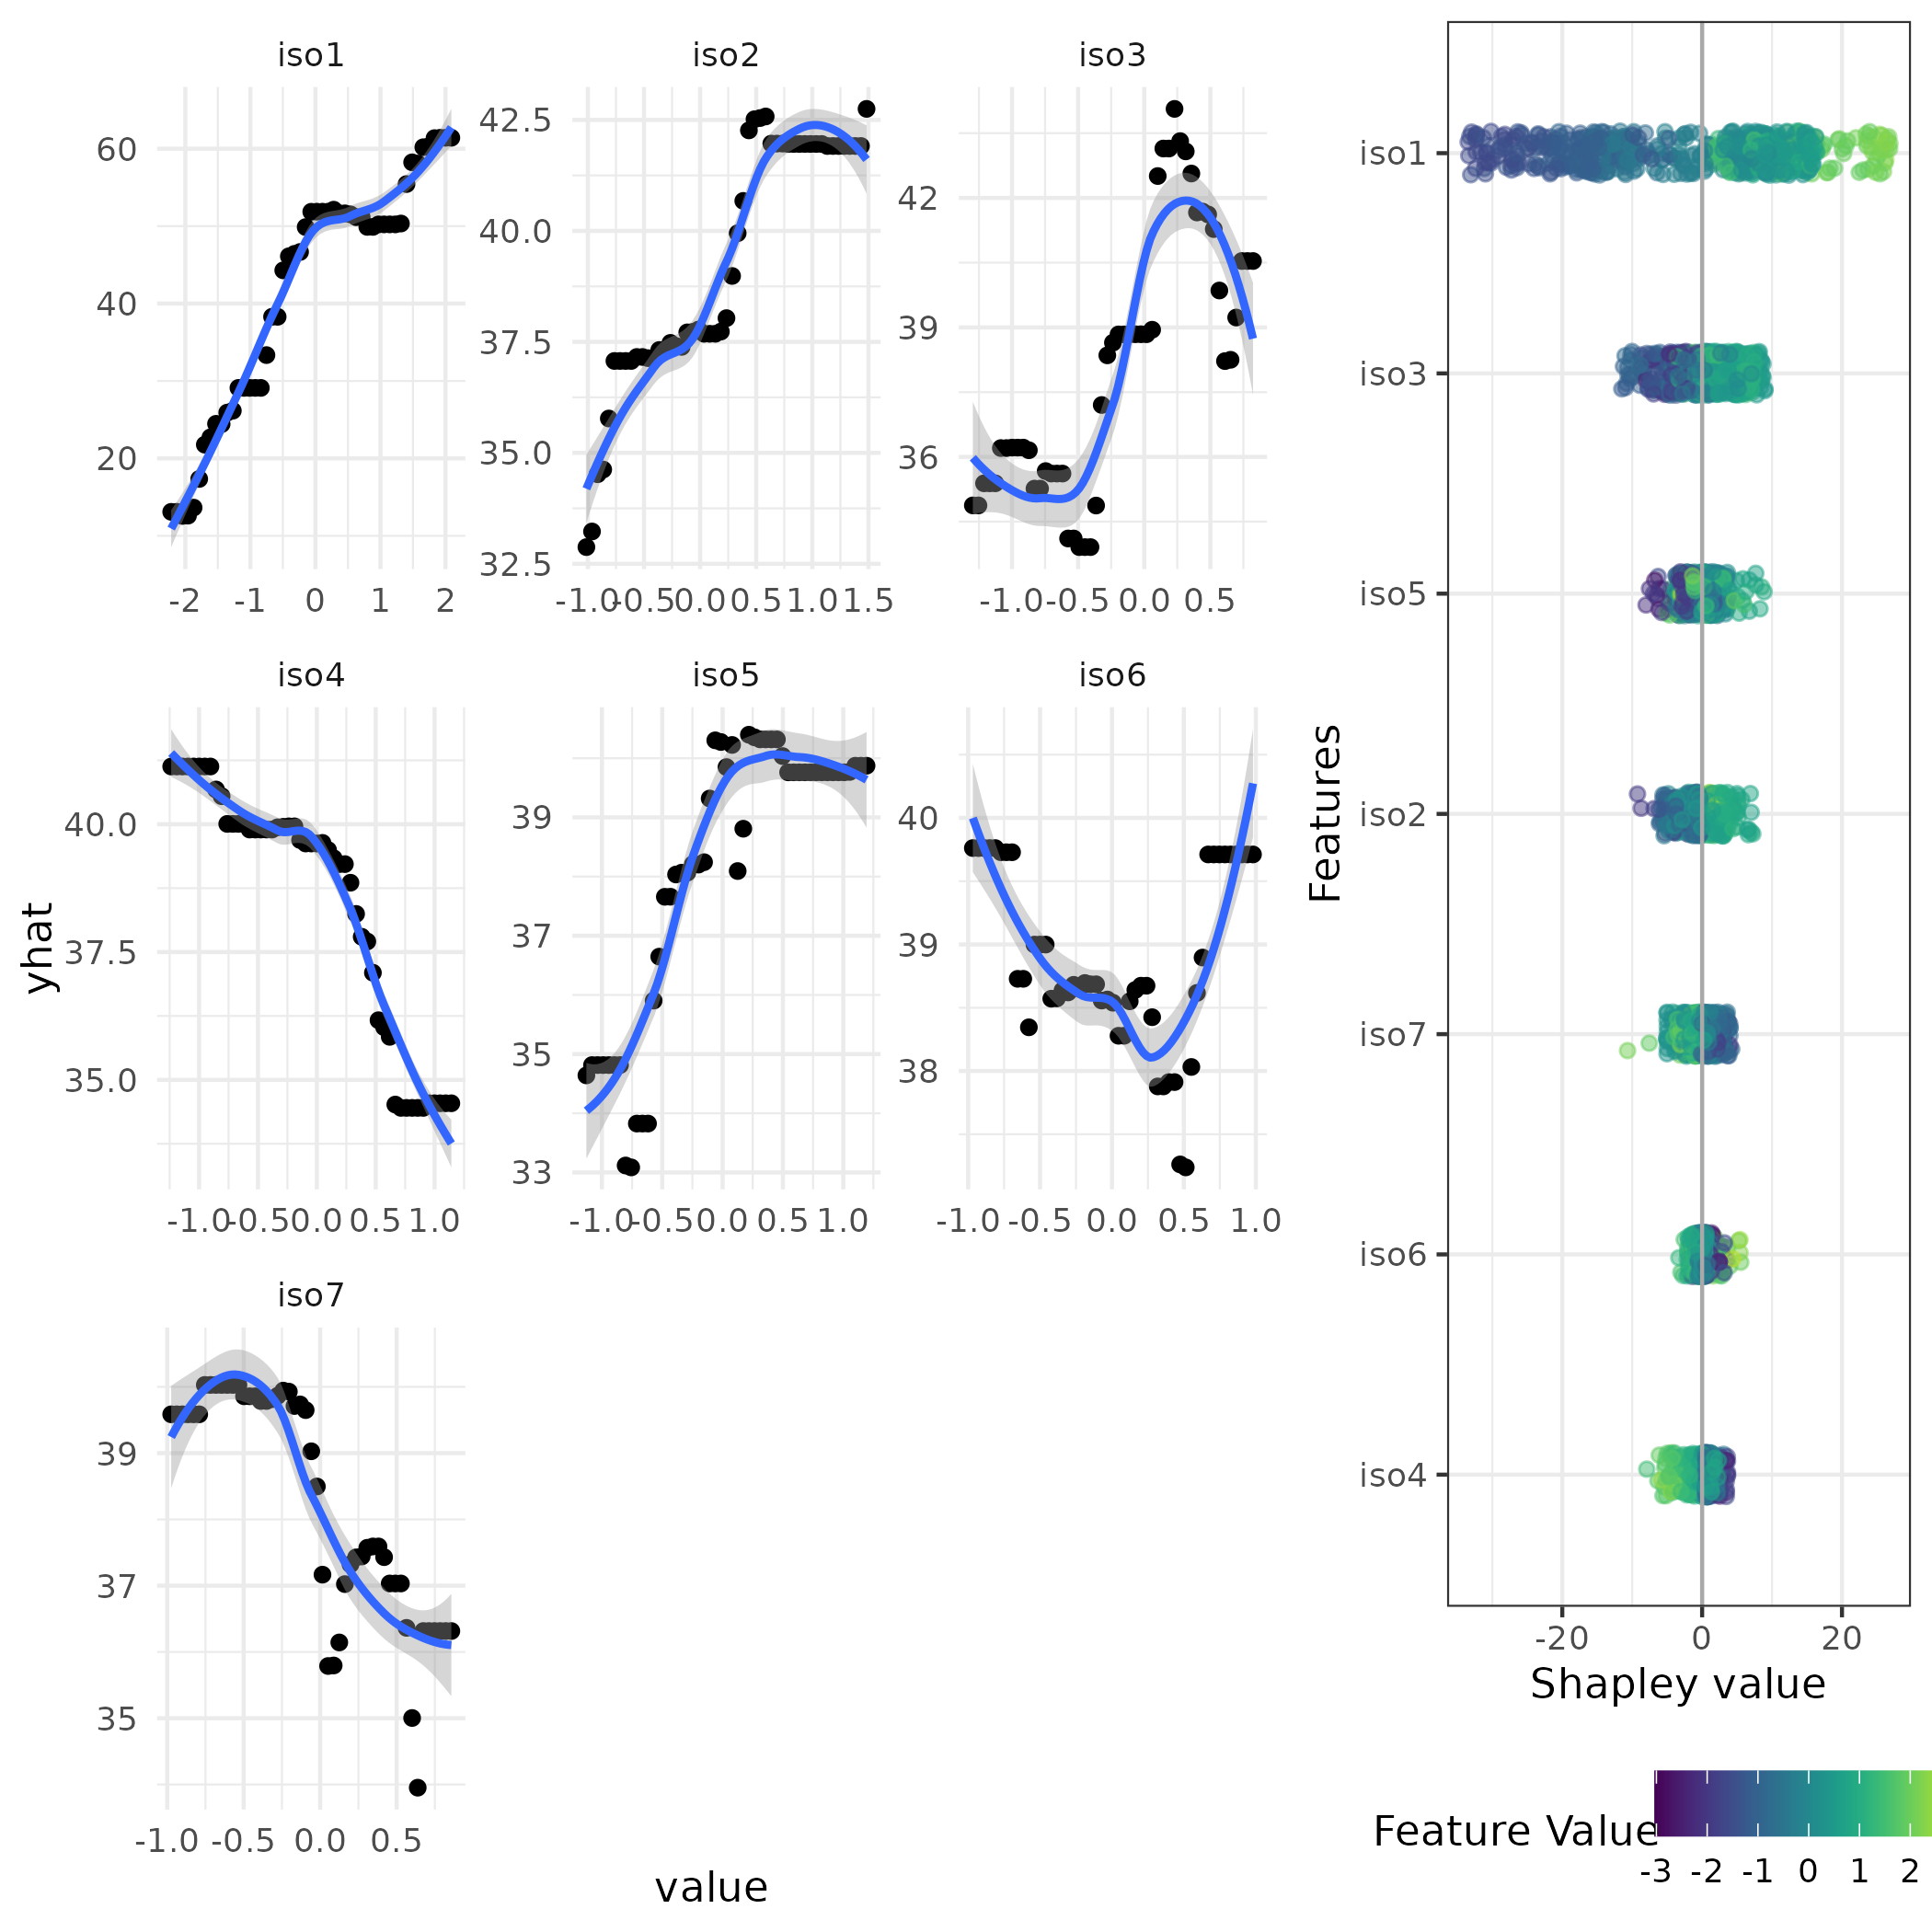 iso1 iso2 iso3
60
40
20
42.5
40.0
37.5
35.0
32.5
42
39
36
-2 -1 0 1 2
-1.0 -0.5 0.0 0.5 1.0 1.5
-1.0 -0.5 0.0 0.5
iso4 iso5 iso6
40.0
37.5
35.0
39
37
35
33
40
39
38
-1.0 -0.5 0.0 0.5 1.0
-1.0 -0.5 0.0 0.5 1.0
-1.0 -0.5 0.0 0.5 1.0
iso7
39
37
35
-1.0 -0.5 0.0 0.5
yhat
value
Features
iso1
iso3
iso5
iso2
iso7
iso6
iso4
-20 0 20
Shapley value
Feature Value
-3 -2 -1 0 1 2